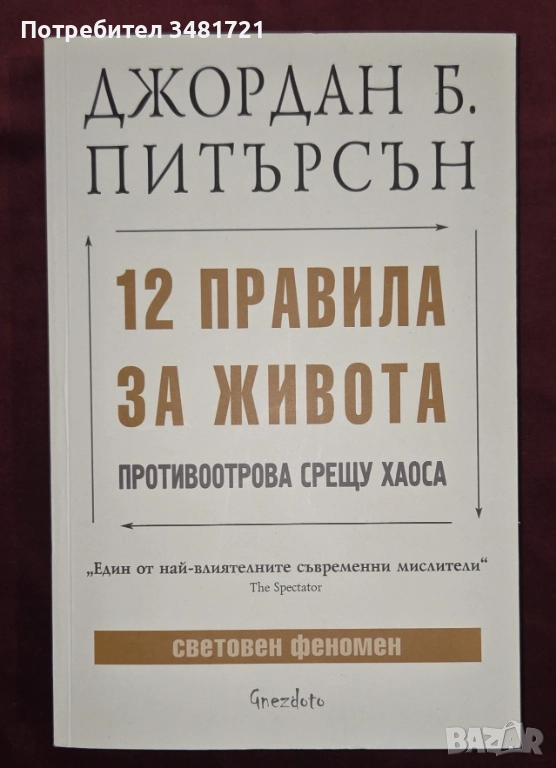 Потребител 3481721
ДЖОРДАН Б.
ПИТЪРСЪН
12 ПРАВИЛА
ЗА ЖИВОТА
ПРОТИВООТРОВА СРЕЩУ ХАОСА
„Един от най-влиятелните съвременни мислители“
The Spectator
световен феномен
Gnezdoto
BAZAR